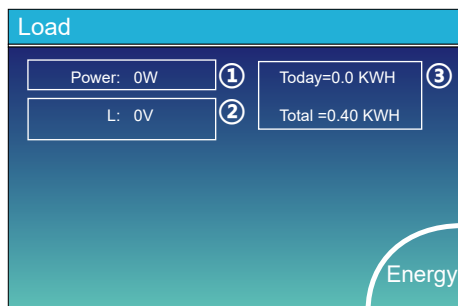 Load
Power: 0W ①
L: 0V ②
Today=0.0 KWH ③
Total =0.40 KWH
Energy